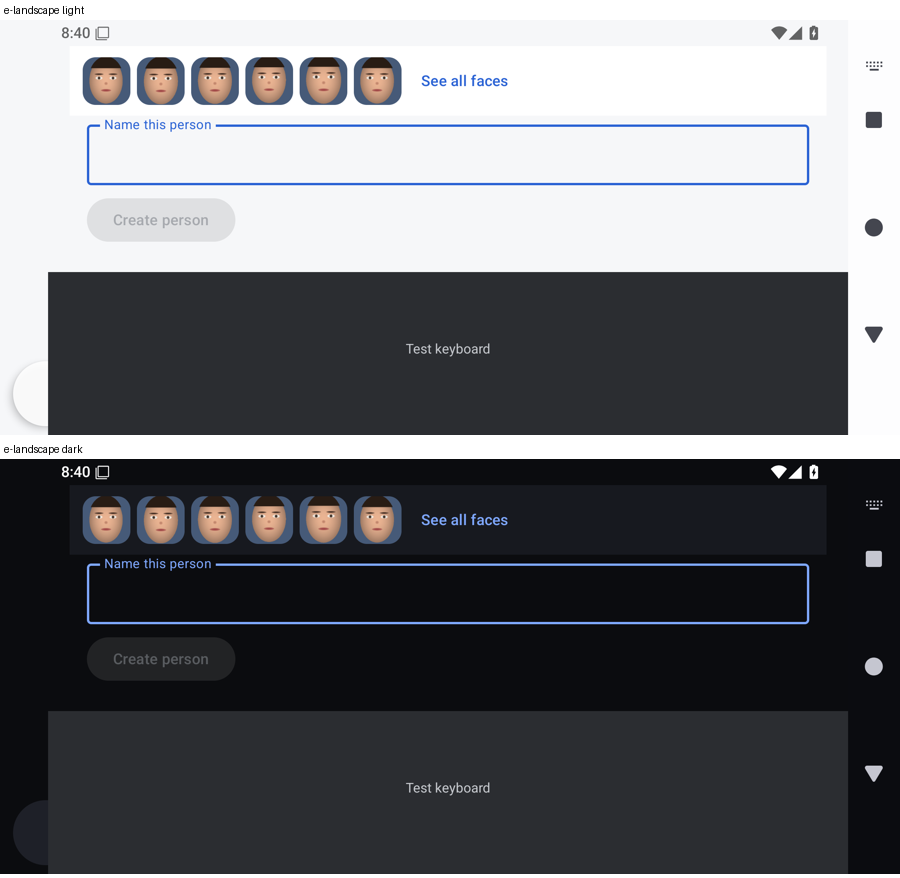 e-landscape light
8:40
See all faces
Name this person
Create person
Test keyboard
e-landscape dark
8:40
See all faces
Name this person
Create person
Test keyboard